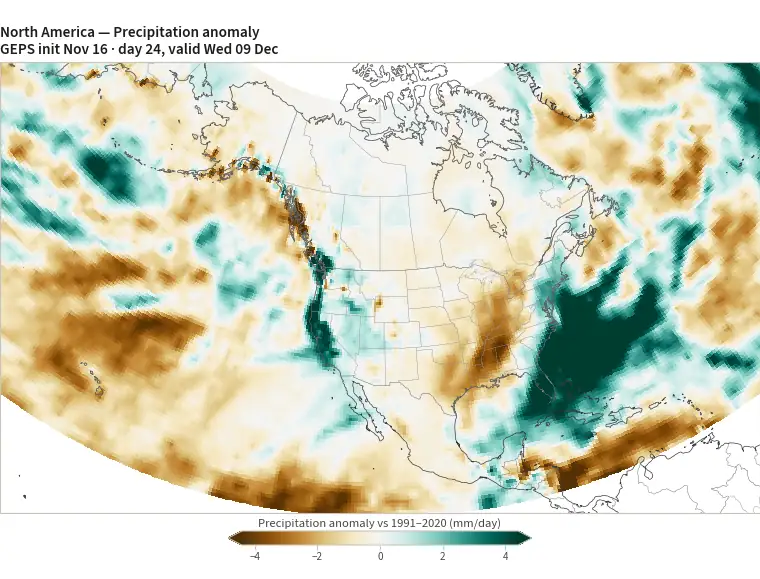 North America — Precipitation anomaly
GEPS init Nov 16 · day 24, valid Wed 09 Dec
Precipitation anomaly vs 1991–2020 (mm/day)
−4 −2 0 2 4